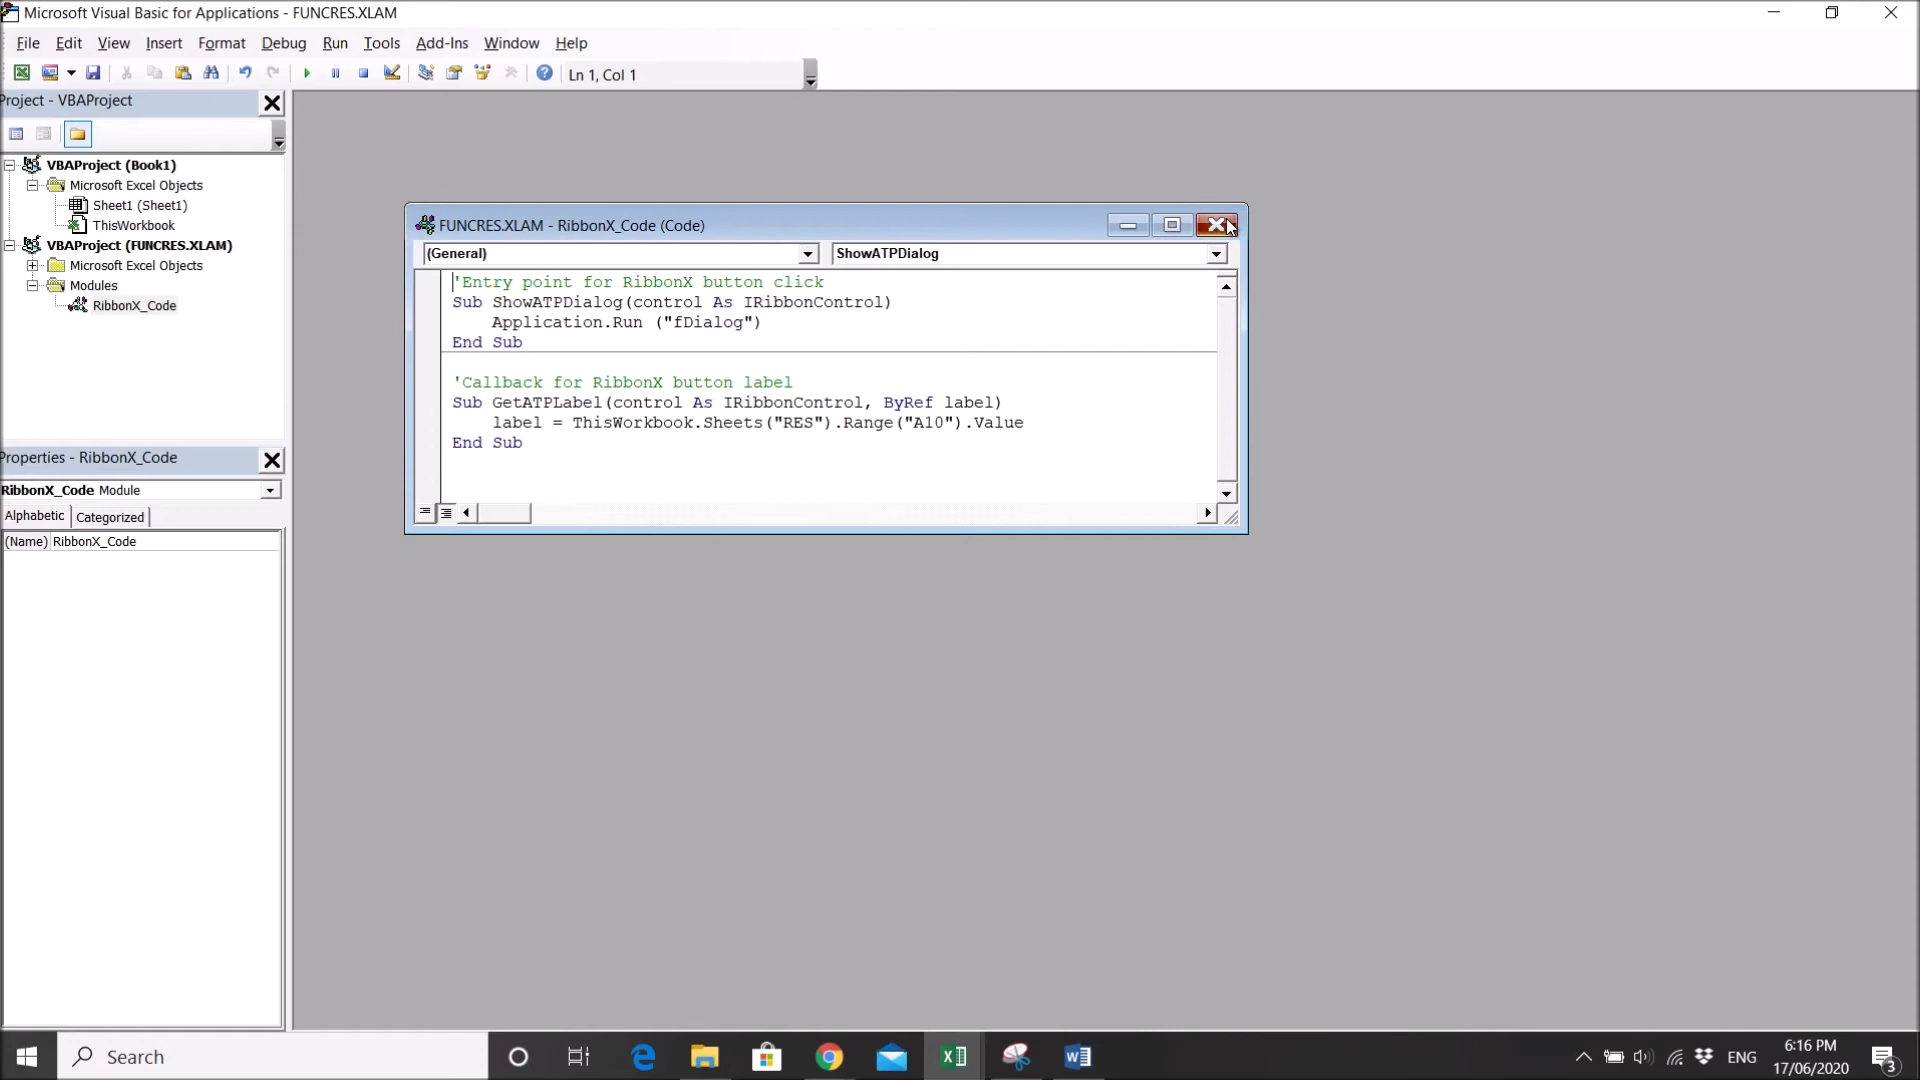 Microsoft Visual Basic for Applications - FUNCRES.XLAM
File Edit View Insert Format Debug Run Tools Add-Ins Window Help
Ln 1, Col 1
Project - VBAProject
VBAProject (Book1)
Microsoft Excel Objects
Sheet1 (Sheet1)
ThisWorkbook
VBAProject (FUNCRES.XLAM)
Microsoft Excel Objects
Modules
RibbonX_Code
Properties - RibbonX_Code
RibbonX_Code Module
Alphabetic Categorized
(Name) RibbonX_Code
FUNCRES.XLAM - RibbonX_Code (Code)
(General) ShowATPDialog
'Entry point for RibbonX button click
Sub ShowATPDialog(control As IRibbonControl)
Application.Run ("fDialog")
End Sub
'Callback for RibbonX button label
Sub GetATPLabel(control As IRibbonControl, ByRef label)
label = ThisWorkbook.Sheets("RES").Range("A10").Value
End Sub
Search
ENG
6:16 PM
17/06/2020
3